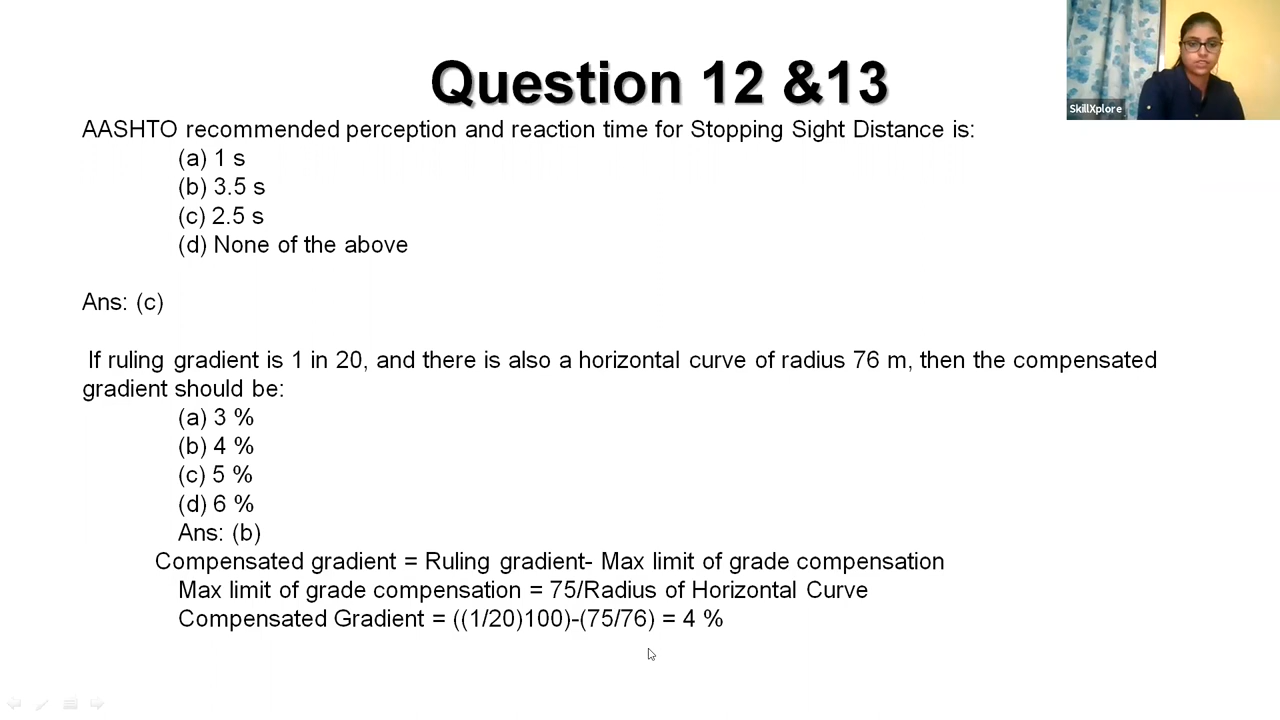 Question 12 &13
SkillXplore
AASHTO recommended perception and reaction time for Stopping Sight Distance is:
(a) 1 s
(b) 3.5 s
(c) 2.5 s
(d) None of the above
Ans: (c)
If ruling gradient is 1 in 20, and there is also a horizontal curve of radius 76 m, then the compensated
gradient should be:
(a) 3 %
(b) 4 %
(c) 5 %
(d) 6 %
Ans: (b)
Compensated gradient = Ruling gradient- Max limit of grade compensation
Max limit of grade compensation = 75/Radius of Horizontal Curve
Compensated Gradient = ((1/20)100)-(75/76) = 4 %